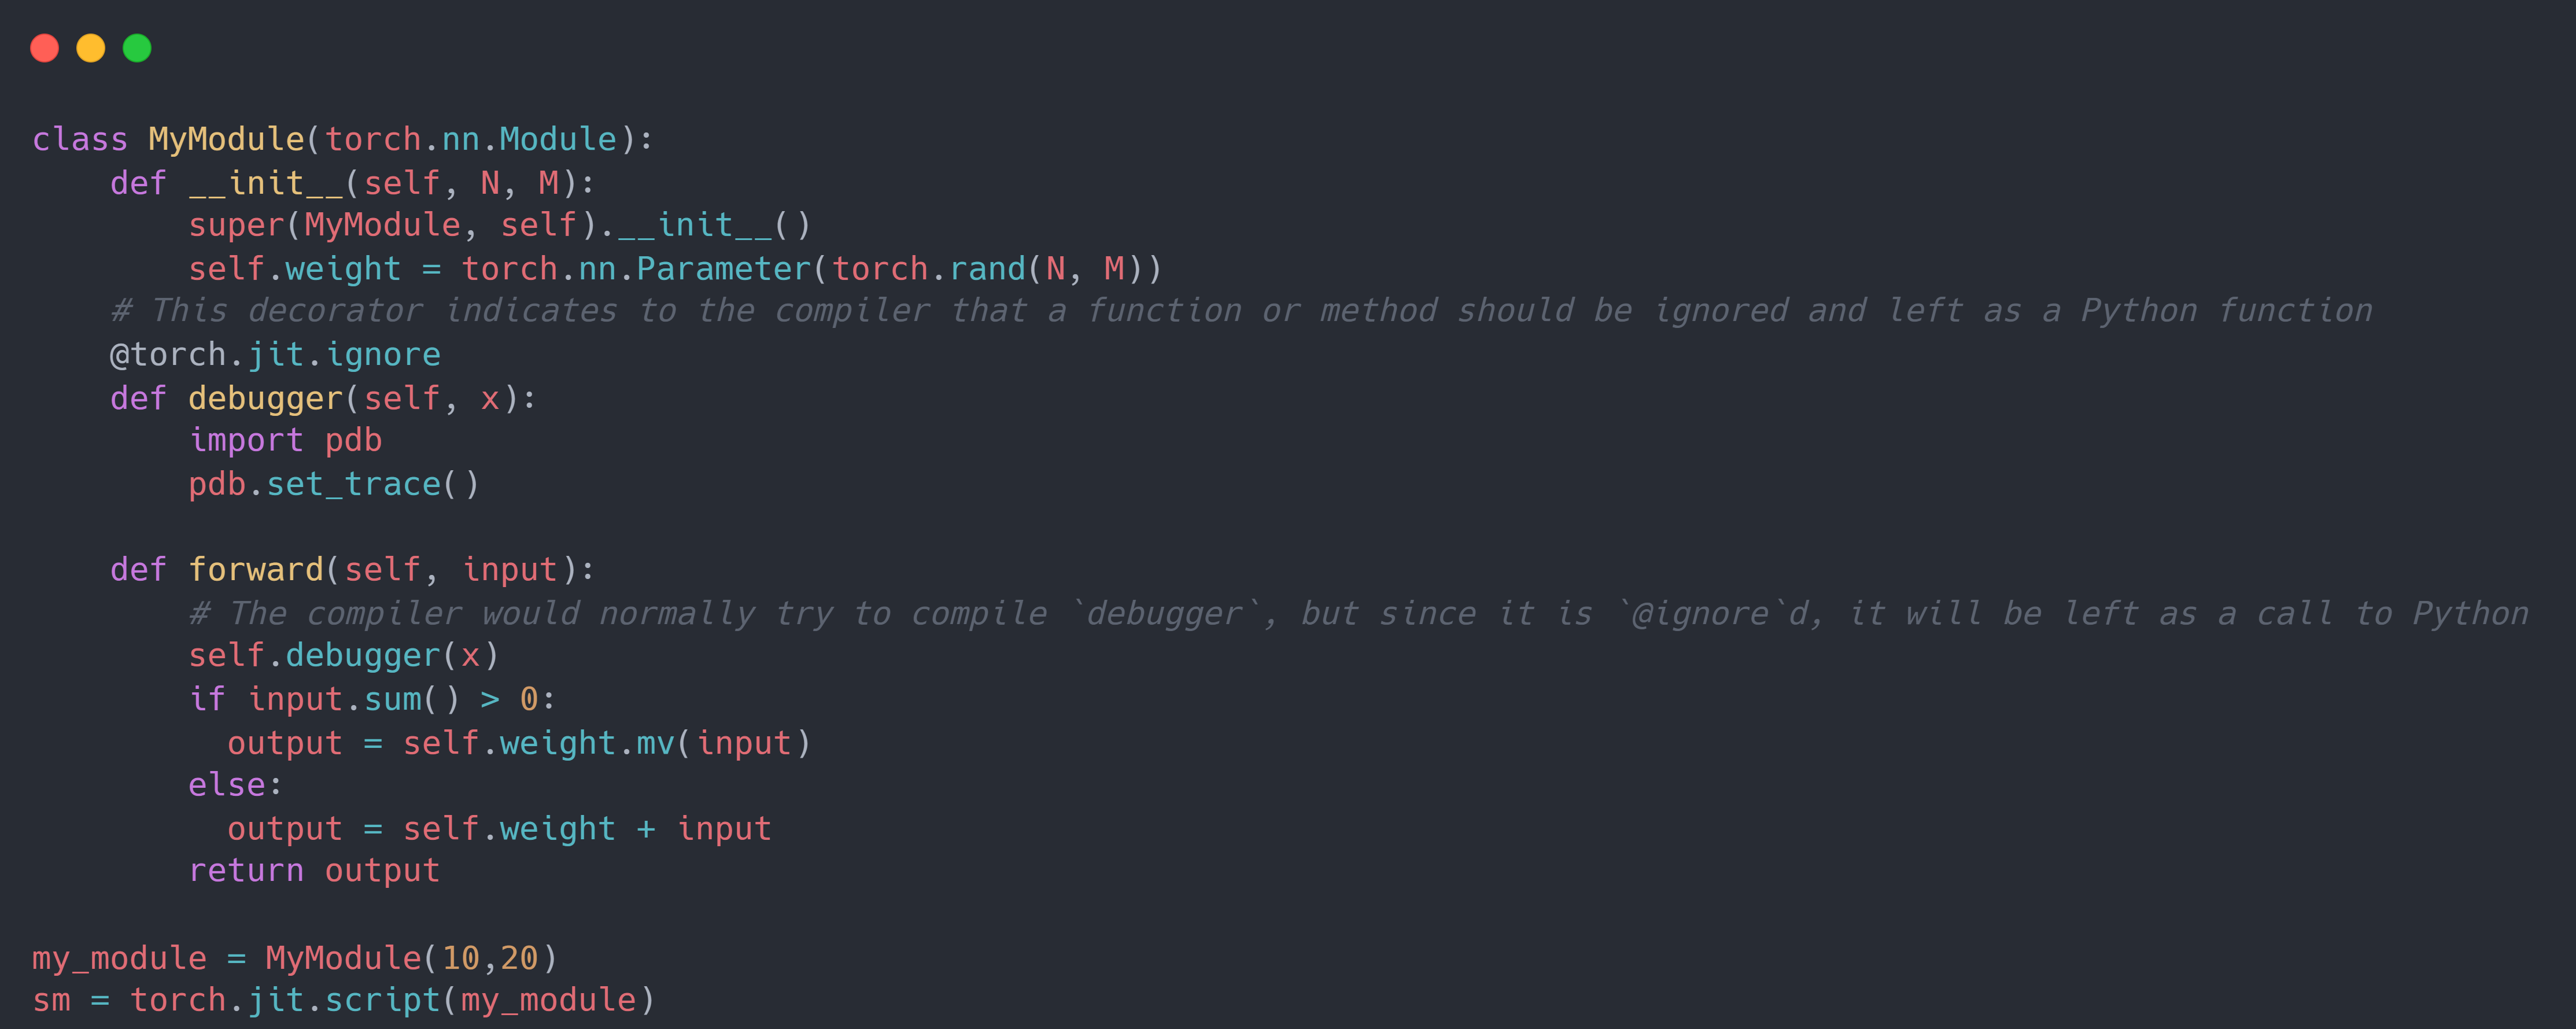 class MyModule(torch.nn.Module):
    def __init__(self, N, M):
        super(MyModule, self).__init__()
        self.weight = torch.nn.Parameter(torch.rand(N, M))
    # This decorator indicates to the compiler that a function or method should be ignored and left as a Python function
    @torch.jit.ignore
    def debugger(self, x):
        import pdb
        pdb.set_trace()

    def forward(self, input):
        # The compiler would normally try to compile `debugger`, but since it is `@ignore`d, it will be left as a call to Python
        self.debugger(x)
        if input.sum() > 0:
          output = self.weight.mv(input)
        else:
          output = self.weight + input
        return output

my_module = MyModule(10,20)
sm = torch.jit.script(my_module)